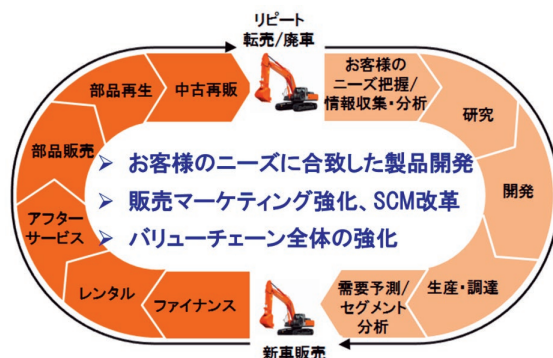 リピート
転売/廃車
お客様の
ニーズ把握/
情報収集・分析
研究
開発
生産・調達
需要予測/
セグメント
分析
新車販売
ファイナンス
レンタル
アフター
サービス
部品販売
部品再生
中古再販
➢ お客様のニーズに合致した製品開発
➢ 販売マーケティング強化、SCM改革
➢ バリューチェーン全体の強化